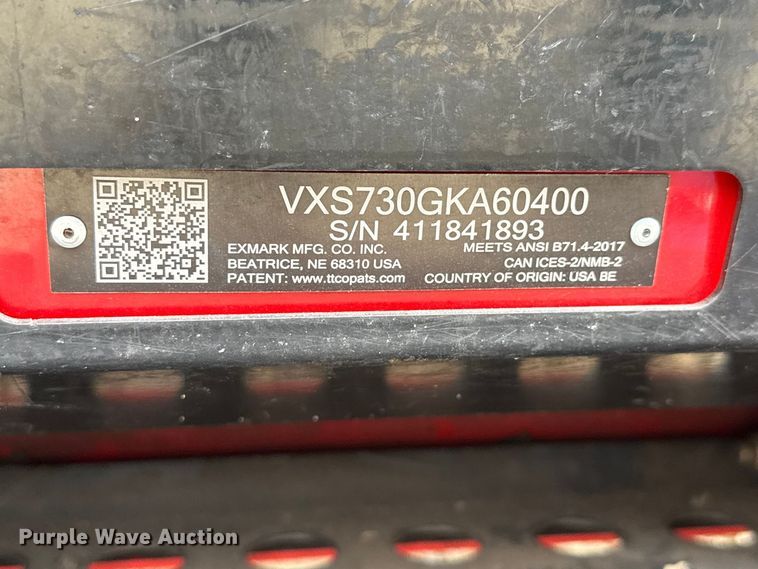 VXS730GKA60400
S/N 411841893
EXMARK MFG. CO. INC. MEETS ANSI B71.4-2017
BEATRICE, NE 68310 USA CAN ICES-2/NMB-2
PATENT: www.ttcopats.com COUNTRY OF ORIGIN: USA BE
Purple Wave Auction